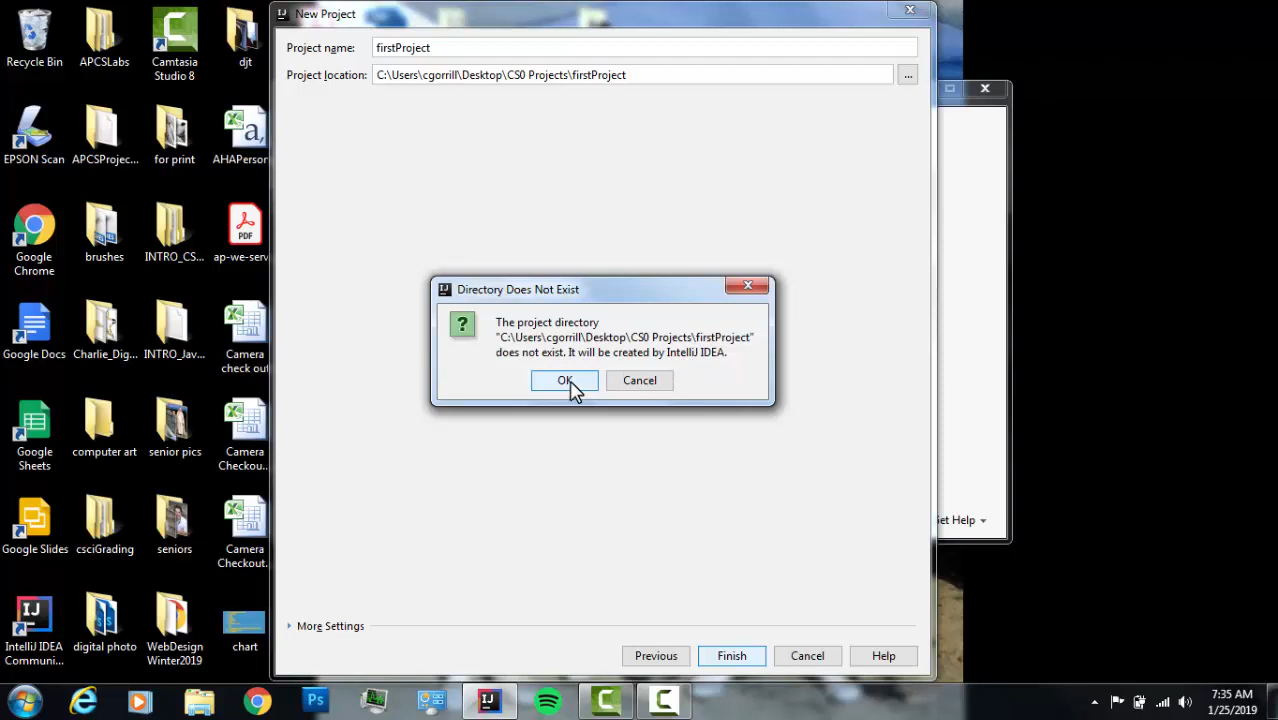 New Project
Project name:
firstProject
Project location:
C:\Users\cgorrill\Desktop\CS0 Projects\firstProject
...
Recycle Bin
APCSLabs
Camtasia
Studio 8
djt
EPSON Scan
APCSProjec...
for print
AHAPerson
Google
Chrome
brushes
INTRO_CS...
PDF
ap-we-serv
Google Docs
Charlie_Dig...
INTRO_Jav...
Camera
check out
Google
Sheets
computer art
senior pics
Camera
Checkou...
Google Slides
csciGrading
seniors
Camera
Checkout...
IJ
IntelliJ IDEA
Communi...
digital photo
WebDesign
Winter2019
chart
Directory Does Not Exist
The project directory
"C:\Users\cgorrill\Desktop\CS0 Projects\firstProject"
does not exist. It will be created by IntelliJ IDEA.
OK
Cancel
Get Help
More Settings
Previous
Finish
Cancel
Help
Ps
7:35 AM
1/25/2019